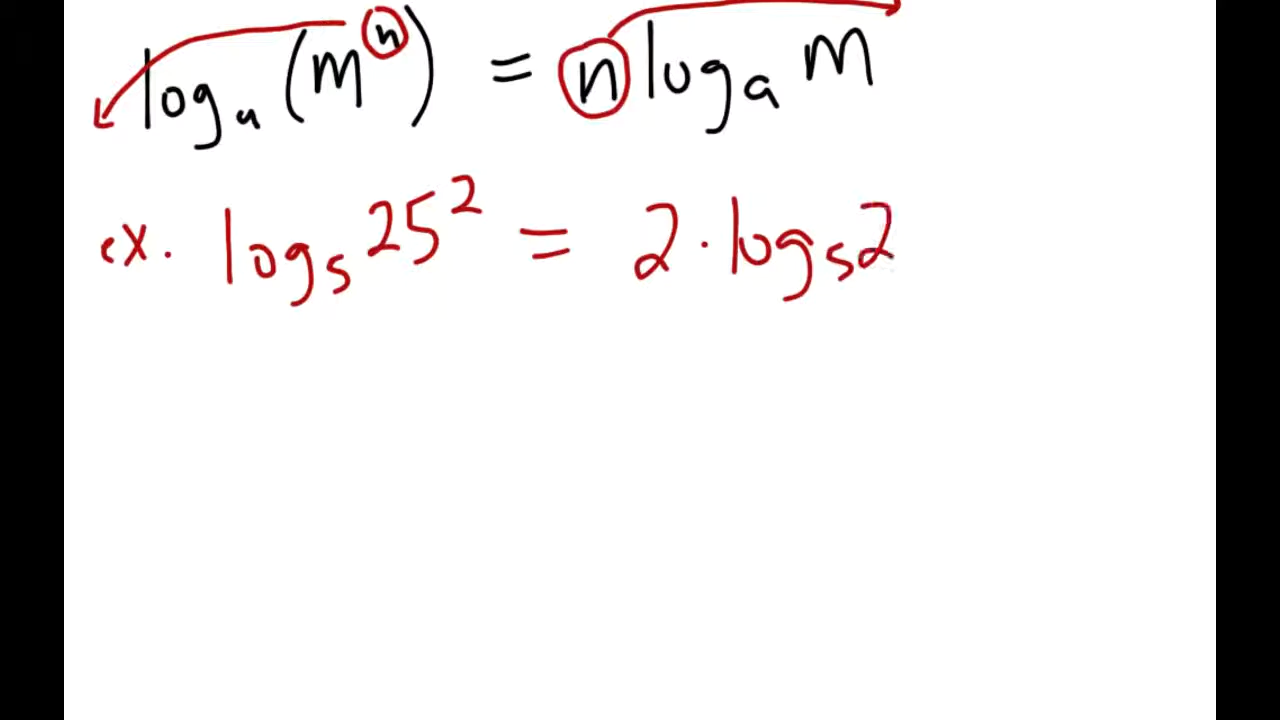 logₐ(mⁿ) = n logₐ m
ex. log₅ 25² = 2 · log₅ 2